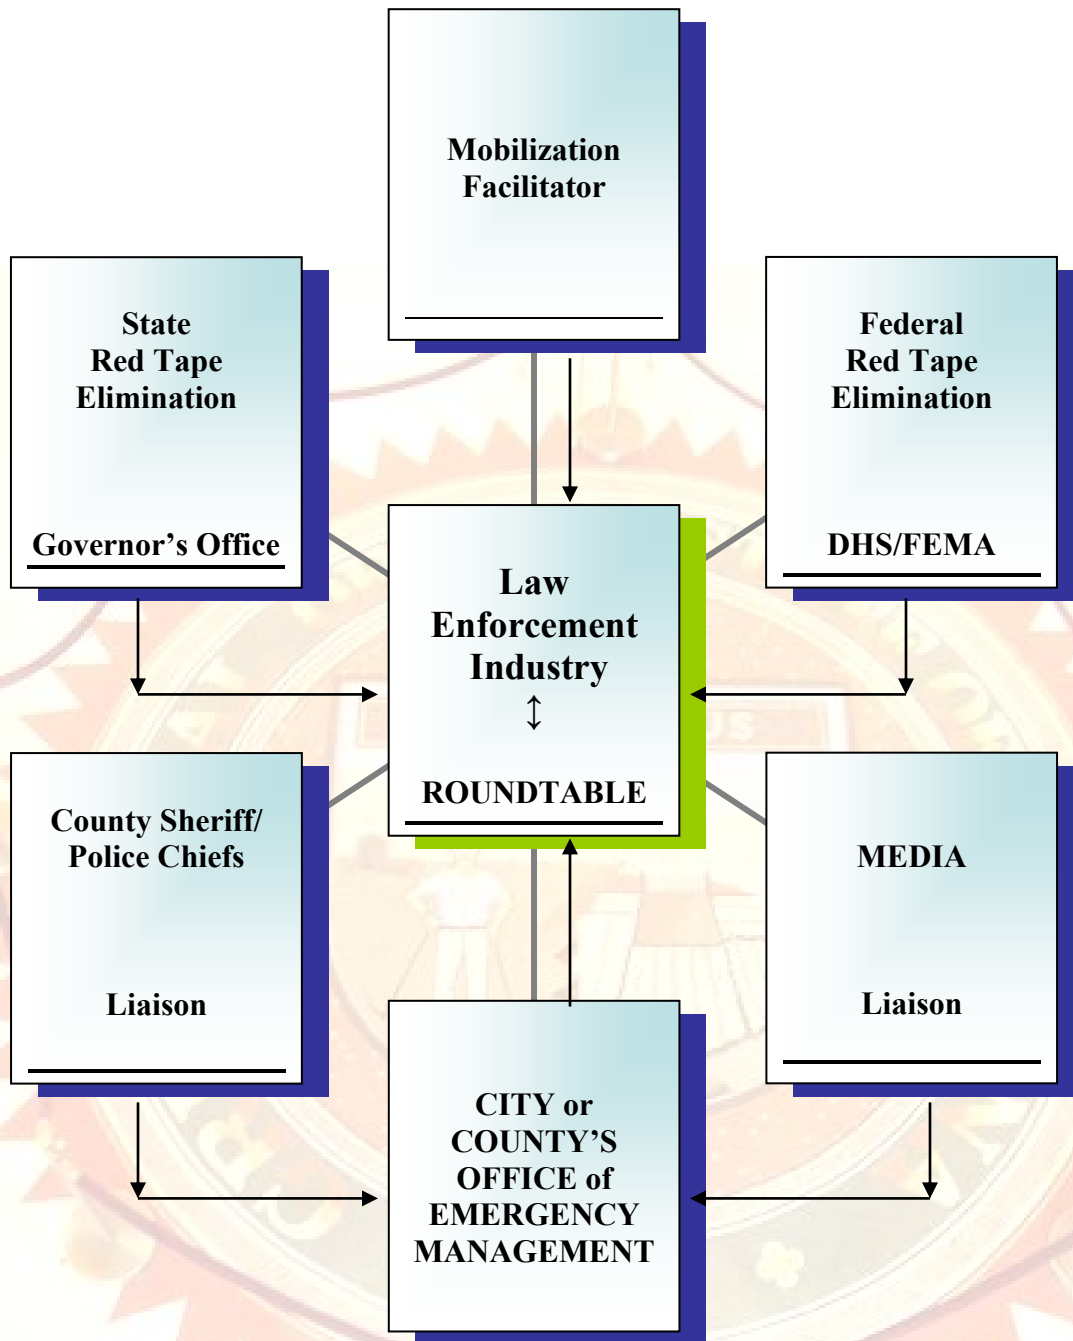 Mobilization
Facilitator
State
Red Tape
Elimination
Governor’s Office
Federal
Red Tape
Elimination
DHS/FEMA
Law
Enforcement
Industry
↕
ROUNDTABLE
County Sheriff/
Police Chiefs
Liaison
MEDIA
Liaison
CITY or
COUNTY’S
OFFICE of
EMERGENCY
MANAGEMENT